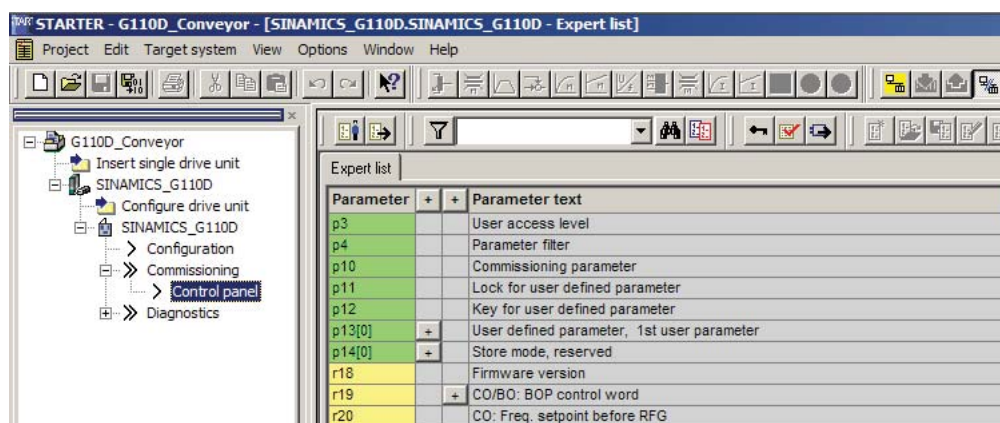 STARTER - G110D_Conveyor - [SINAMICS_G110D.SINAMICS_G110D - Expert list]
Project Edit Target system View Options Window Help
G110D_Conveyor
Insert single drive unit
SINAMICS_G110D
Configure drive unit
SINAMICS_G110D
Configuration
Commissioning
Control panel
Diagnostics
Expert list
Parameter + + Parameter text
p3 User access level
p4 Parameter filter
p10 Commissioning parameter
p11 Lock for user defined parameter
p12 Key for user defined parameter
p13[0] + User defined parameter, 1st user parameter
p14[0] + Store mode, reserved
r18 Firmware version
r19 + CO/BO: BOP control word
r20 CO: Freq. setpoint before RFG